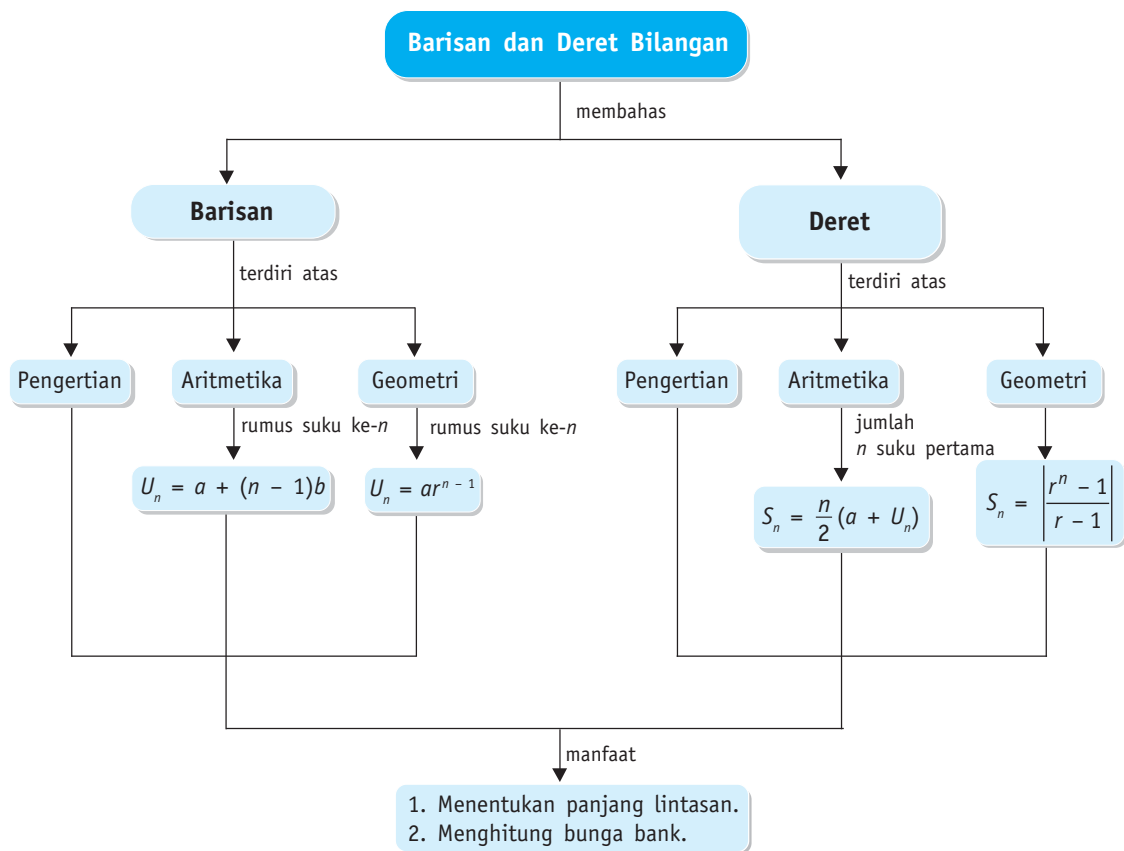 Barisan dan Deret Bilangan
membahas
Barisan
Deret
terdiri atas
terdiri atas
Pengertian
Aritmetika
Geometri
Pengertian
Aritmetika
Geometri
rumus suku ke-n
rumus suku ke-n
jumlah
n suku pertama
Uₙ = a + (n – 1)b
Uₙ = arⁿ ⁻ ¹
Sₙ = n/2 (a + Uₙ)
Sₙ = |(rⁿ – 1)/(r – 1)|
manfaat
1. Menentukan panjang lintasan.
2. Menghitung bunga bank.